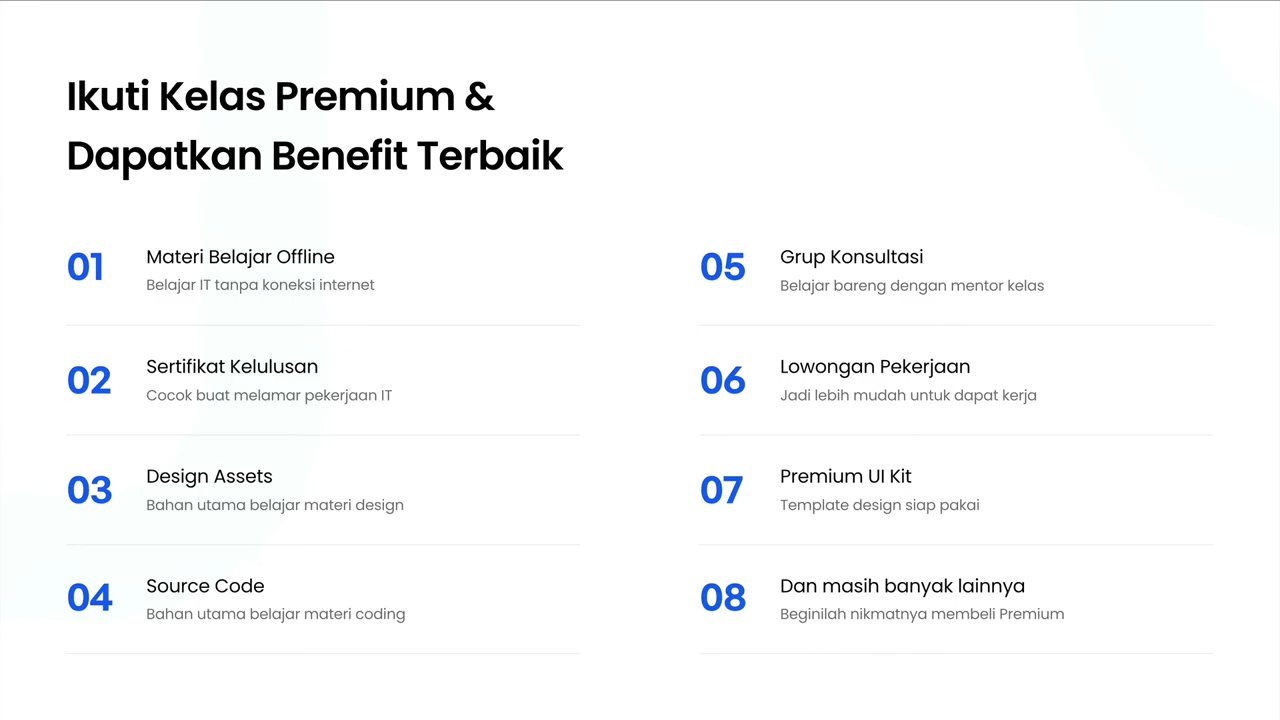 Ikuti Kelas Premium &
Dapatkan Benefit Terbaik
01
Materi Belajar Offline
Belajar IT tanpa koneksi internet
02
Sertifikat Kelulusan
Cocok buat melamar pekerjaan IT
03
Design Assets
Bahan utama belajar materi design
04
Source Code
Bahan utama belajar materi coding
05
Grup Konsultasi
Belajar bareng dengan mentor kelas
06
Lowongan Pekerjaan
Jadi lebih mudah untuk dapat kerja
07
Premium UI Kit
Template design siap pakai
08
Dan masih banyak lainnya
Beginilah nikmatnya membeli Premium